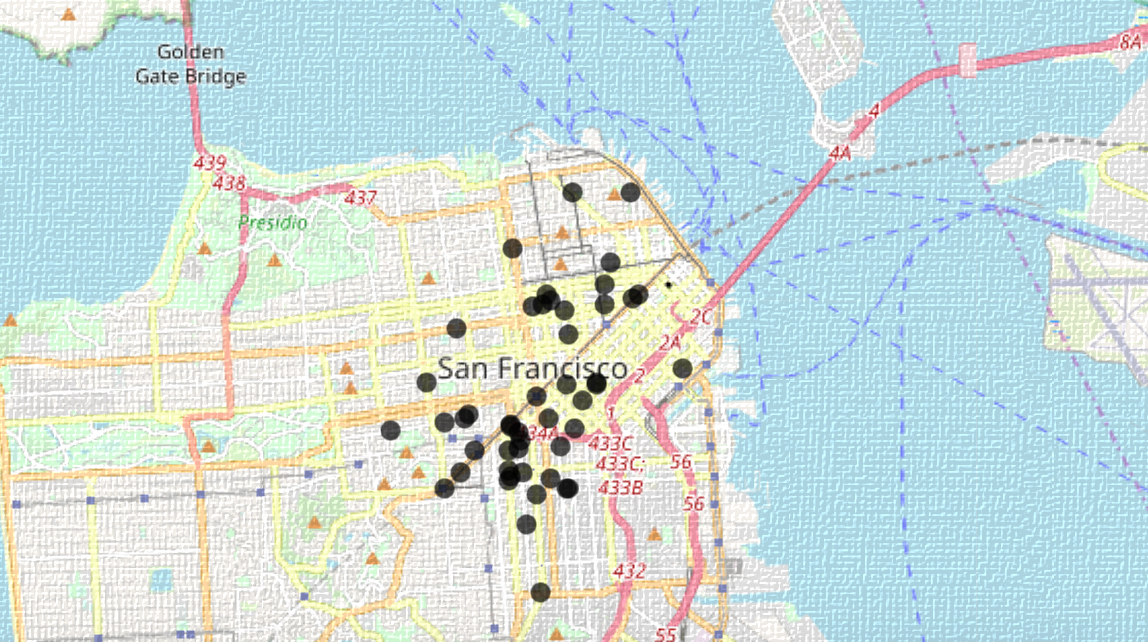 8A
Golden
Gate Bridge
4
4A
439
438
437
Presidio
2C
2A
San Francisco
2
1
34A
433C
433C;
56
433B
56
432
55